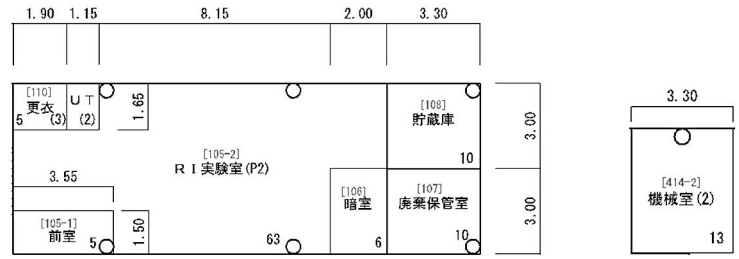 1.90 1.15 8.15 2.00 3.30
[110]
更衣
5 (3)
UT
(2)
1.65
[108]
貯蔵庫
10
3.00
3.30
[105-2]
RI実験室(P2)
63
3.55
[105-1]
前室
5
1.50
[106]
暗室
6
[107]
廃棄保管室
10
3.00
[414-2]
機械室(2)
13